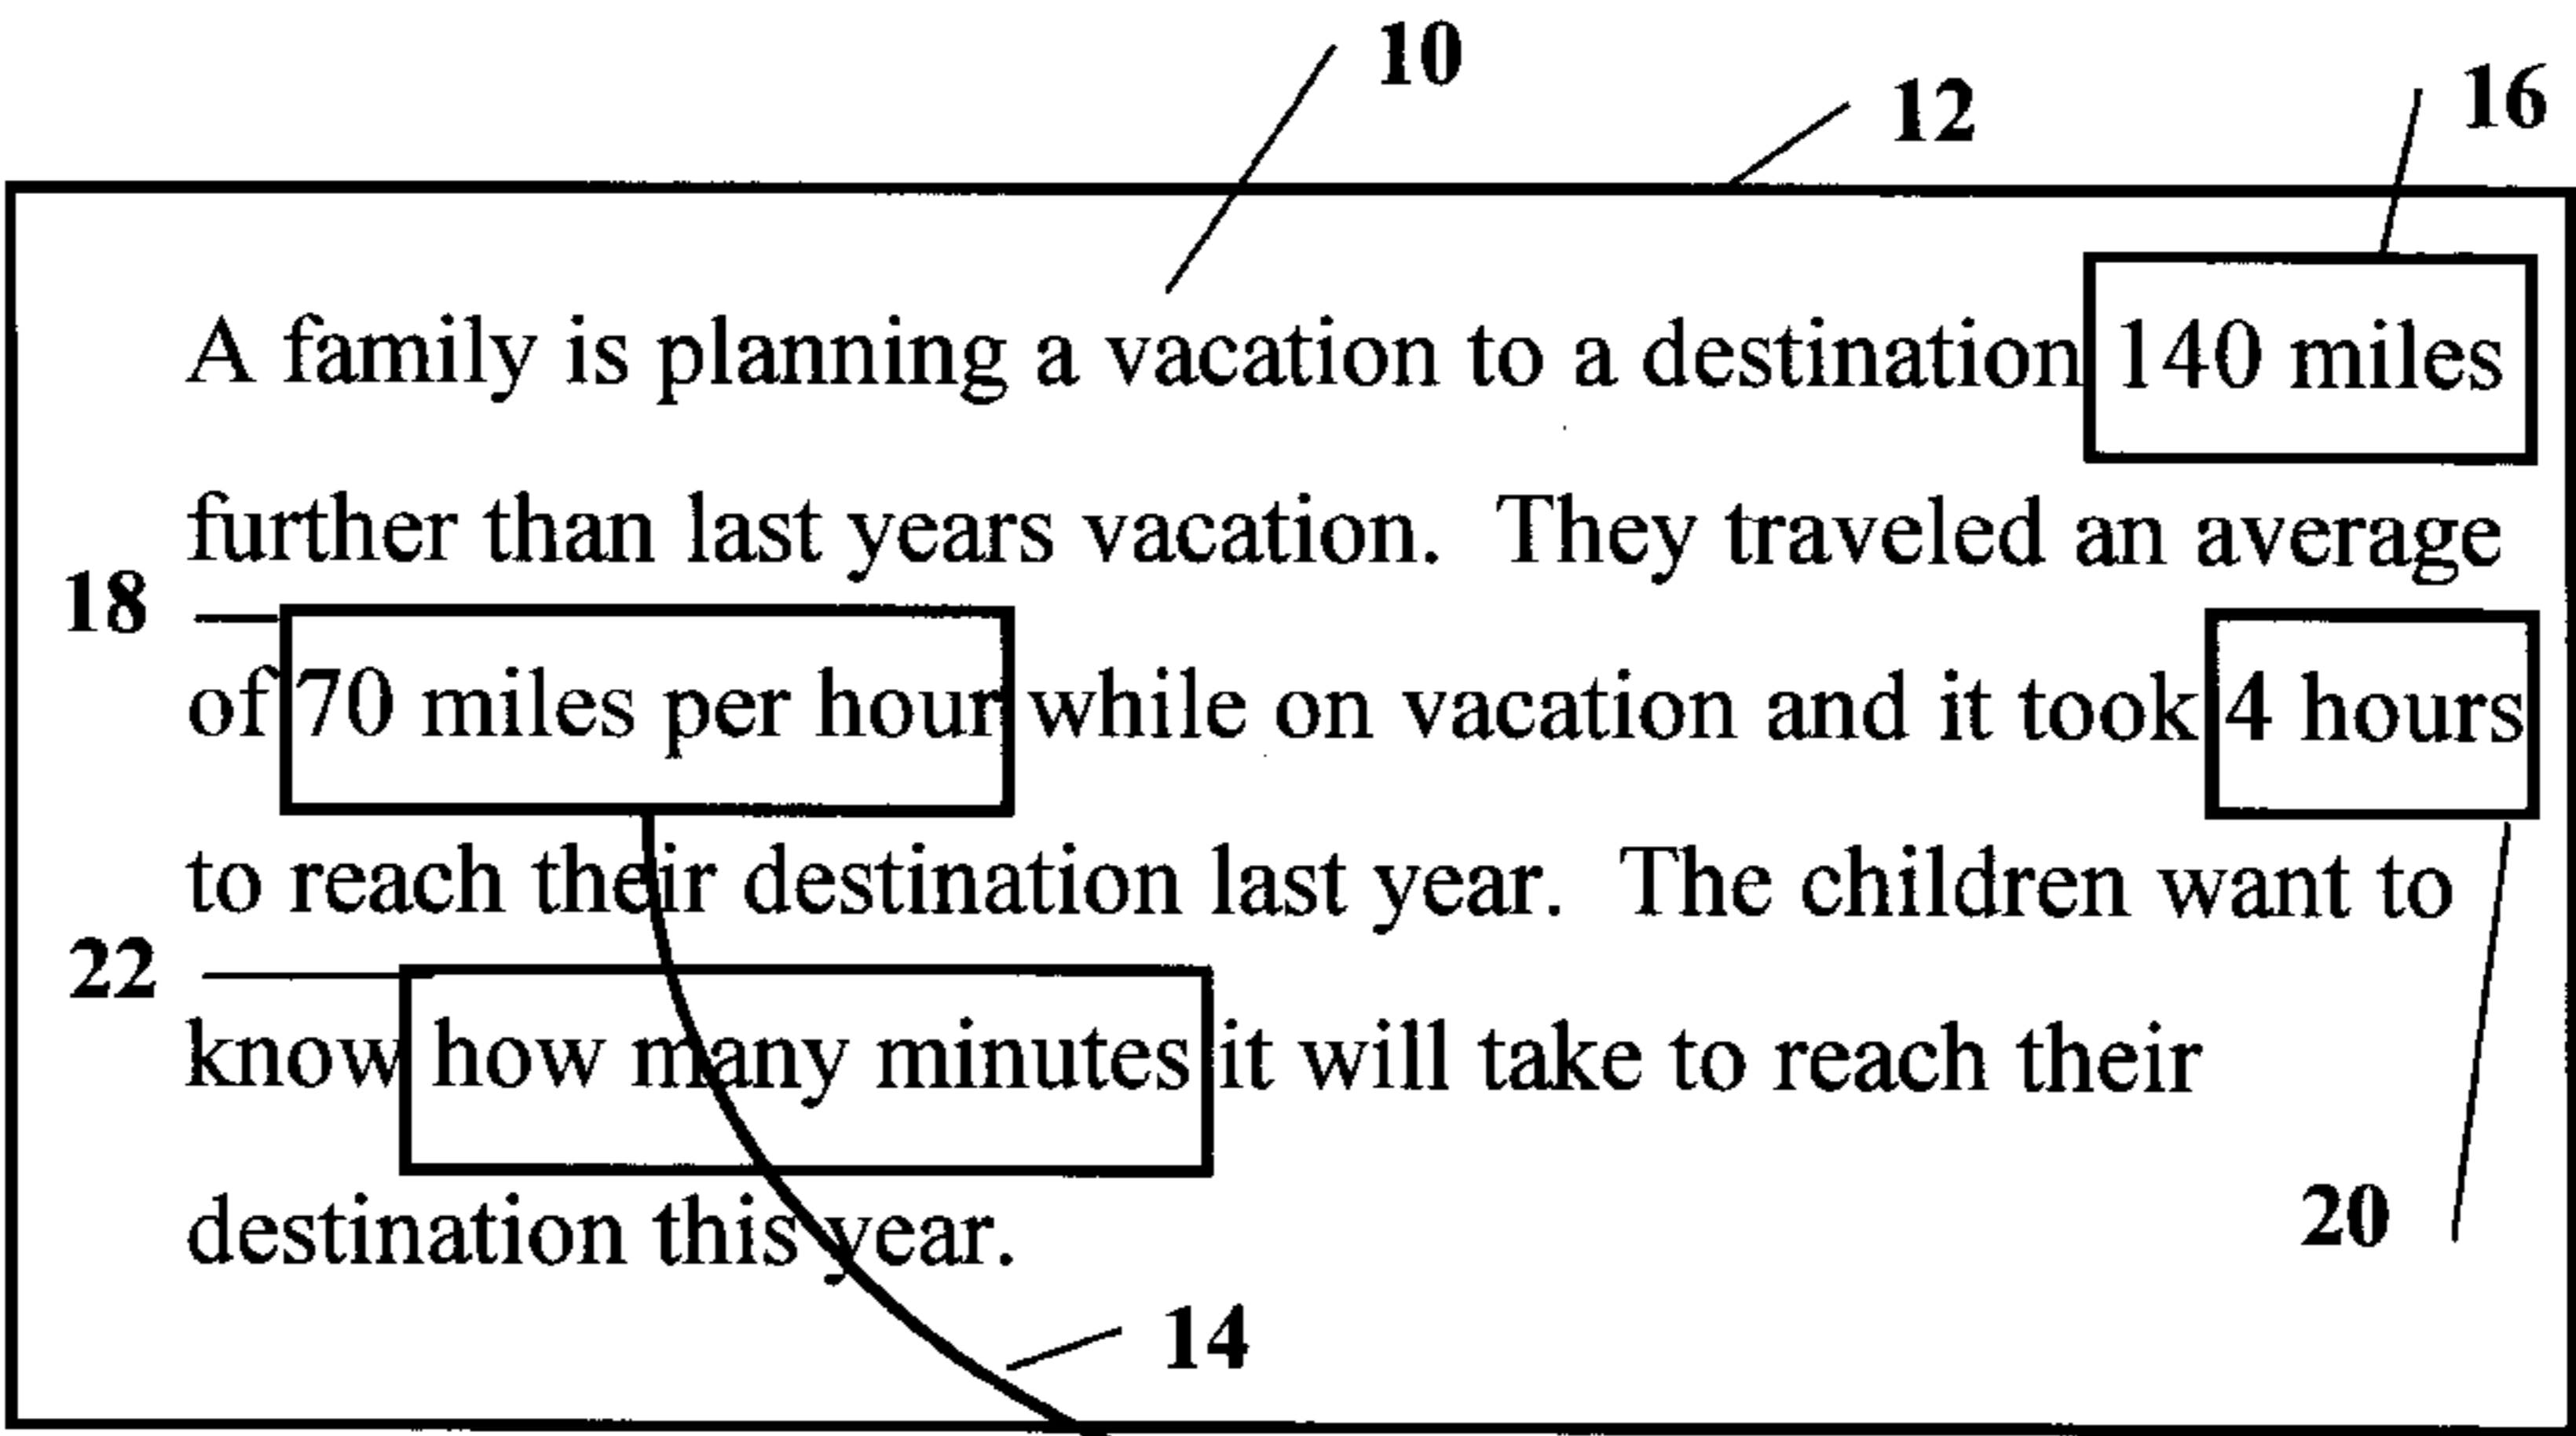 10
12
16
A family is planning a vacation to a destination 140 miles
further than last years vacation. They traveled an average
18
of 70 miles per hour while on vacation and it took 4 hours
to reach their destination last year. The children want to
22
know how many minutes it will take to reach their
destination this year.
20
14